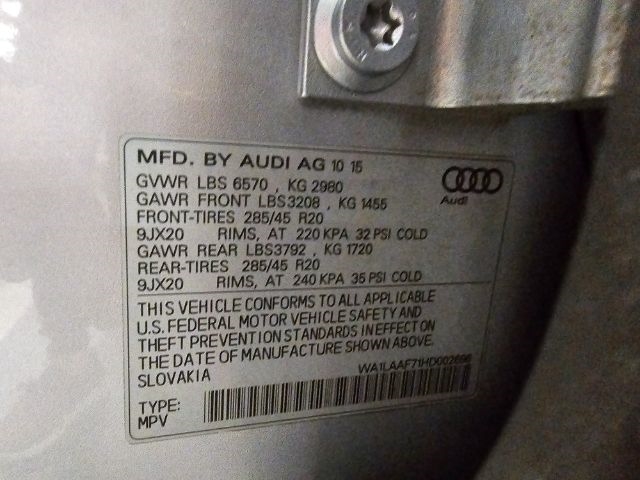 MFD. BY AUDI AG 10 15
GVWR LBS 6570 , KG 2980
GAWR FRONT LBS3208 , KG 1455
FRONT-TIRES 285/45 R20
9JX20 RIMS, AT 220 KPA 32 PSI COLD
GAWR REAR LBS3792 , KG 1720
REAR-TIRES 285/45 R20
9JX20 RIMS, AT 240 KPA 35 PSI COLD
Audi
THIS VEHICLE CONFORMS TO ALL APPLICABLE
U.S. FEDERAL MOTOR VEHICLE SAFETY AND
THEFT PREVENTION STANDARDS IN EFFECT ON
THE DATE OF MANUFACTURE SHOWN ABOVE.
SLOVAKIA
WA1LAAF71HD002696
TYPE:
MPV